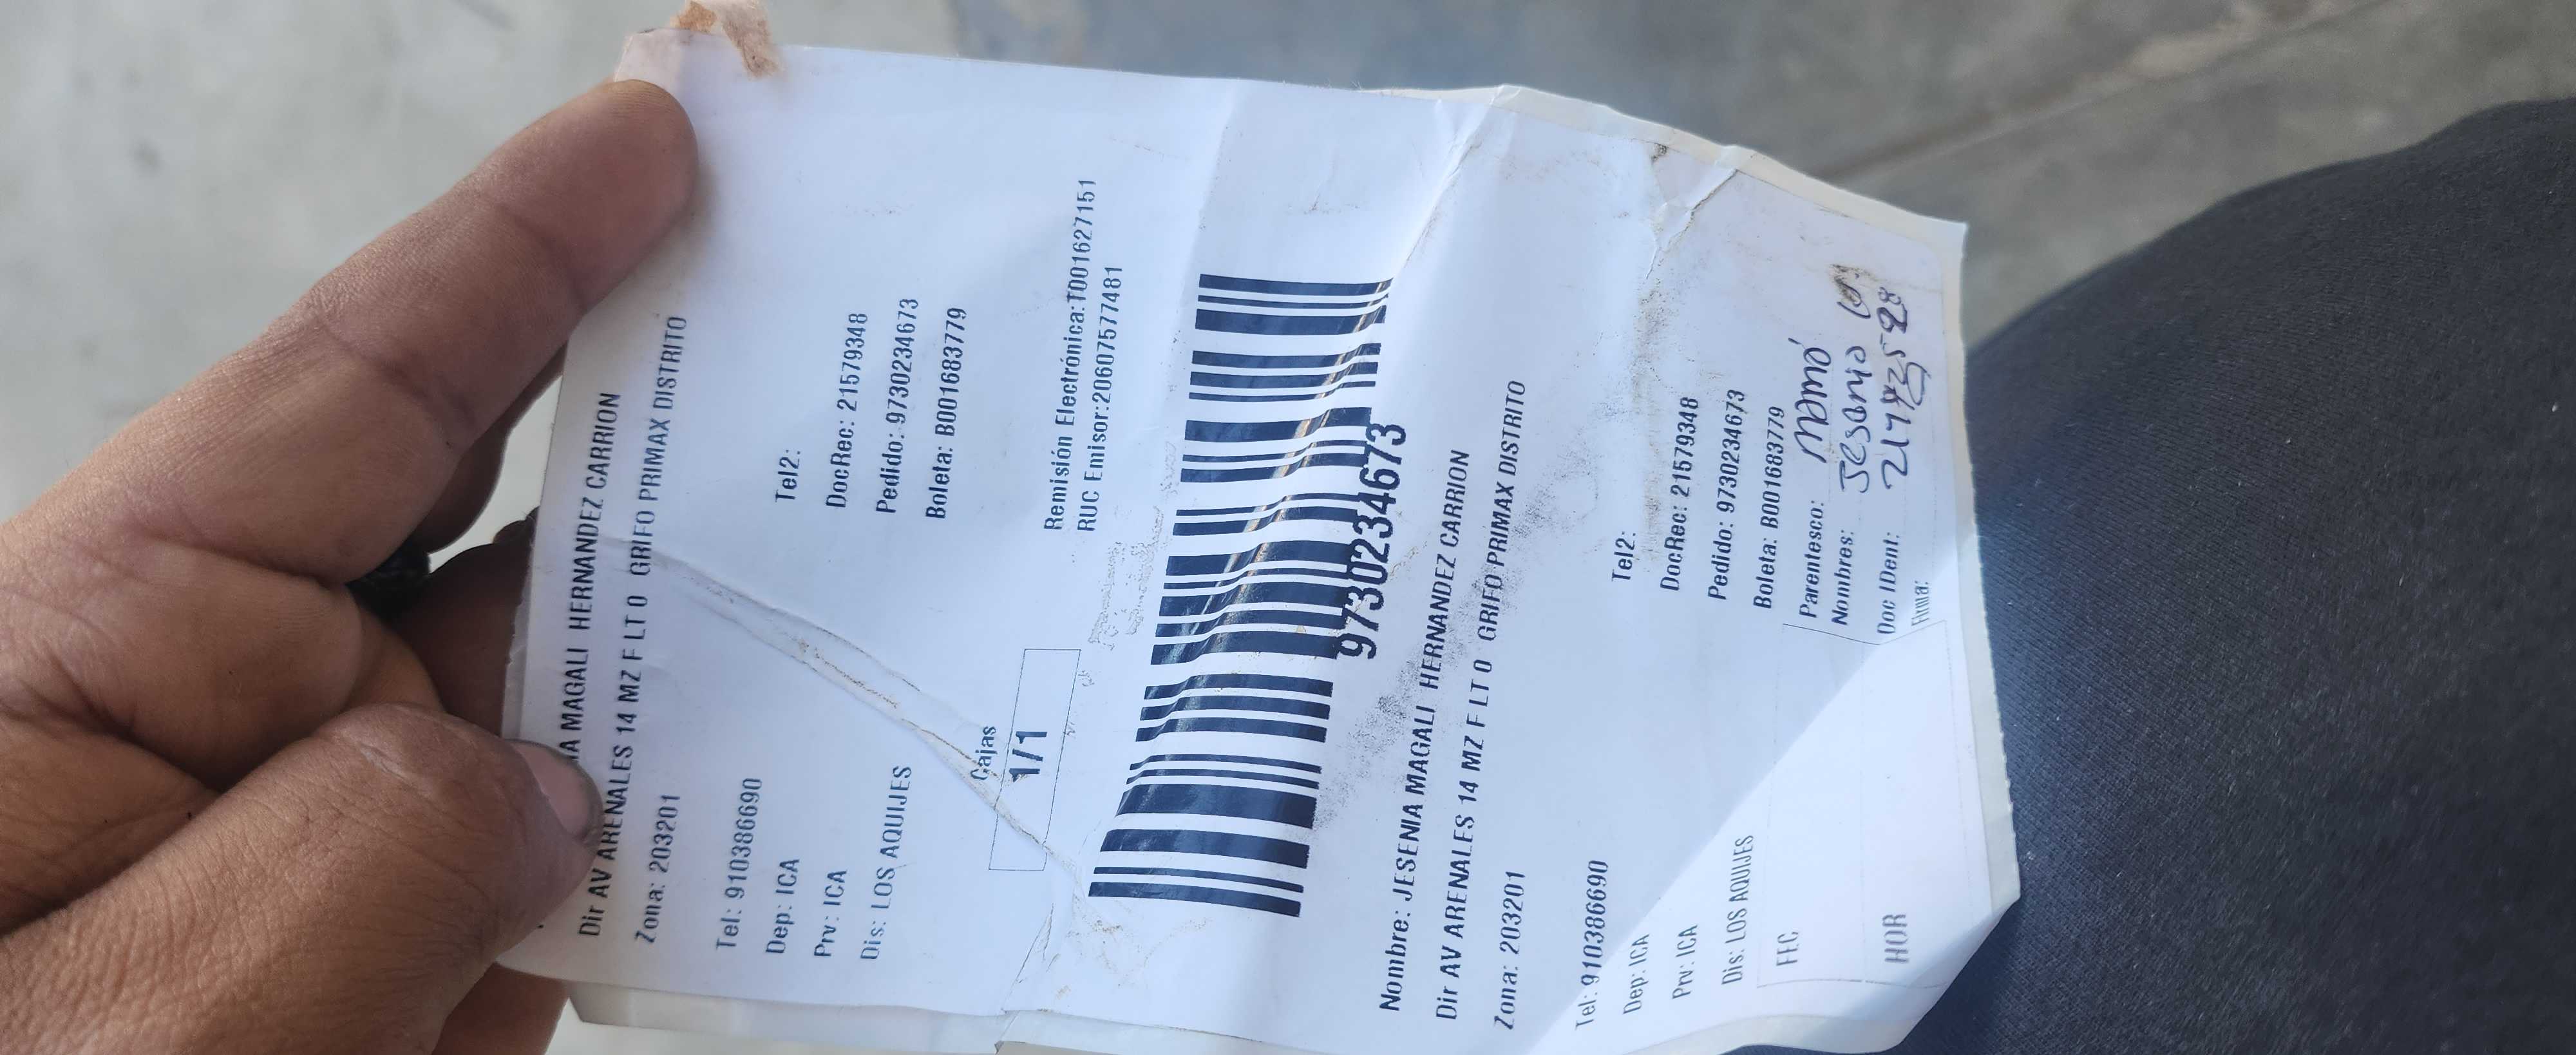 IA MAGALI HERNANDEZ CARRION
Dir AV ARENALES 14 MZ F LT 0 GRIFO PRIMAX DISTRITO
Zona: 203201
Tel: 910386690 Tel2:
Dep: ICA DocRec: 21579348
Prv: ICA Pedido: 9730234673
Dis: LOS AQUIJES Boleta: B001683779
Cajas
1/1
Remisión Electrónica:T001627151
RUC Emisor:20607577481
9730234673
Nombre: JESENIA MAGALI HERNANDEZ CARRION
Dir AV ARENALES 14 MZ F LT 0 GRIFO PRIMAX DISTRITO
Zona: 203201
Tel: 910386690 Tel2:
Dep: ICA DocRec: 21579348
Prv: ICA Pedido: 9730234673
Dis: LOS AQUIJES Boleta: B001683779
FEC Parentesco: Mamá
Nombres: Jesenia
HOR Doc IDent:
Firma: